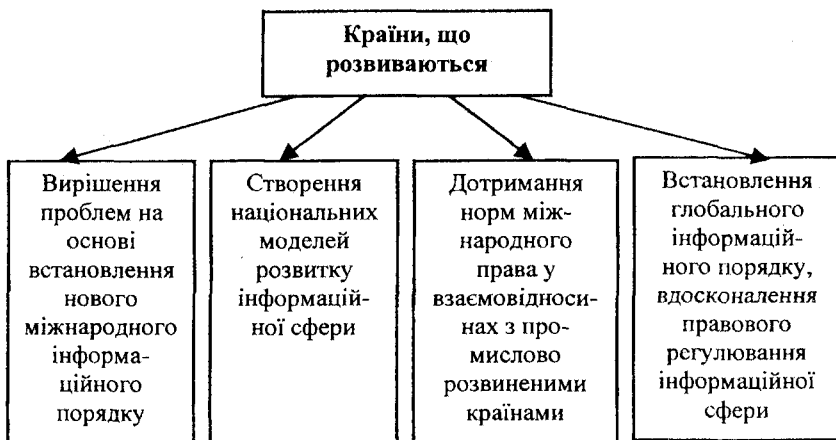 Країни, що
розвиваються
Вирішення
проблем на
основі
встановлення
нового
міжнародного
інформа-
ційного
порядку
Створення
національних
моделей
розвитку
інформацій-
ної сфери
Дотримання
норм між-
народного
права у
взаємовідноси-
нах з про-
мислово
розвиненими
країнами
Встановлення
глобального
інформацій-
ного порядку,
вдосконалення
правового
регулювання
інформаційної
сфери